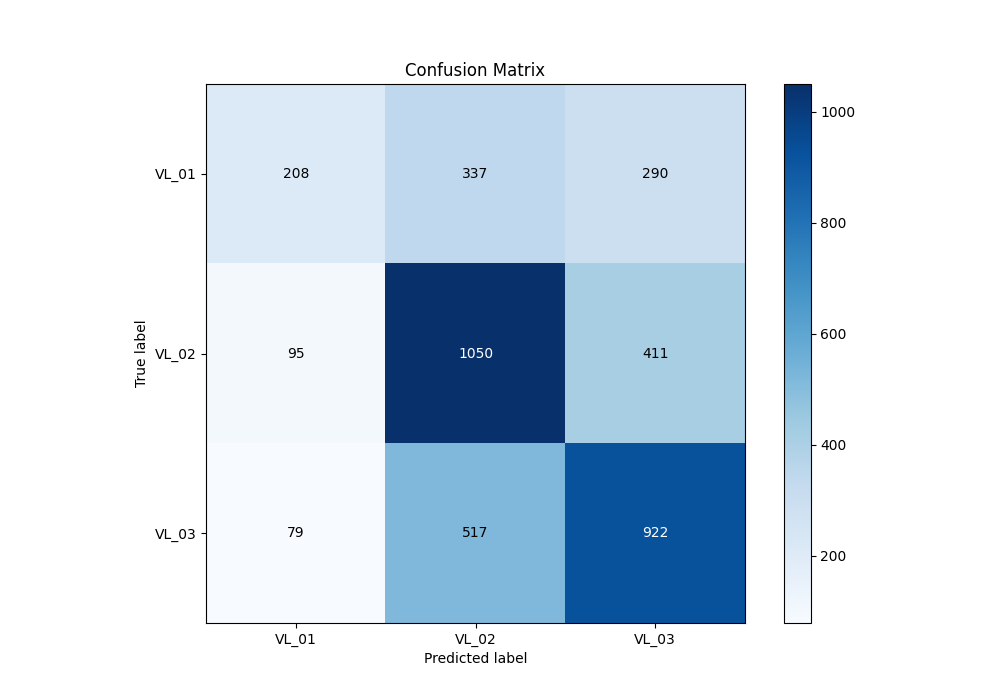 Confusion Matrix
VL_01 208 337 290
VL_02 95 1050 411
VL_03 79 517 922
VL_01 VL_02 VL_03
Predicted label
True label
1000
800
600
400
200